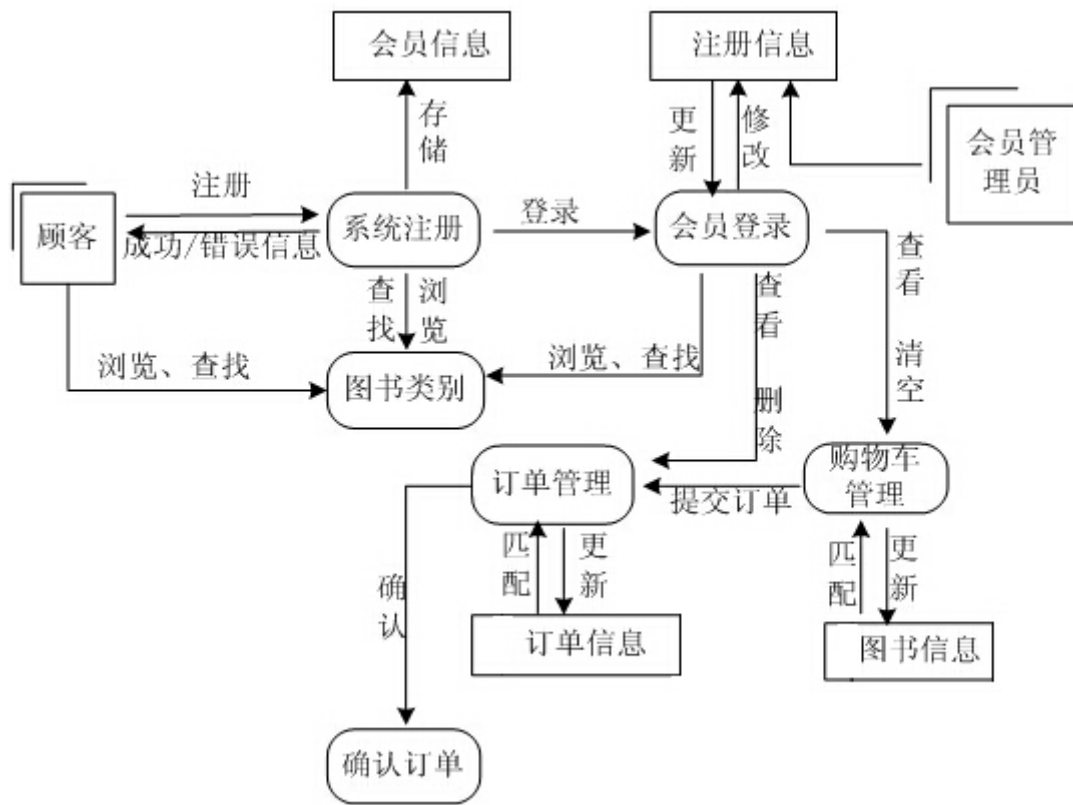 会员信息
注册信息
存储
更新
修改
会员管理员
注册
顾客
成功/错误信息
系统注册
登录
会员登录
查找
浏览
查看
查看
清空
浏览、查找
图书类别
浏览、查找
删除
订单管理
提交订单
购物车管理
匹配
更新
匹配
更新
确认
订单信息
图书信息
确认订单